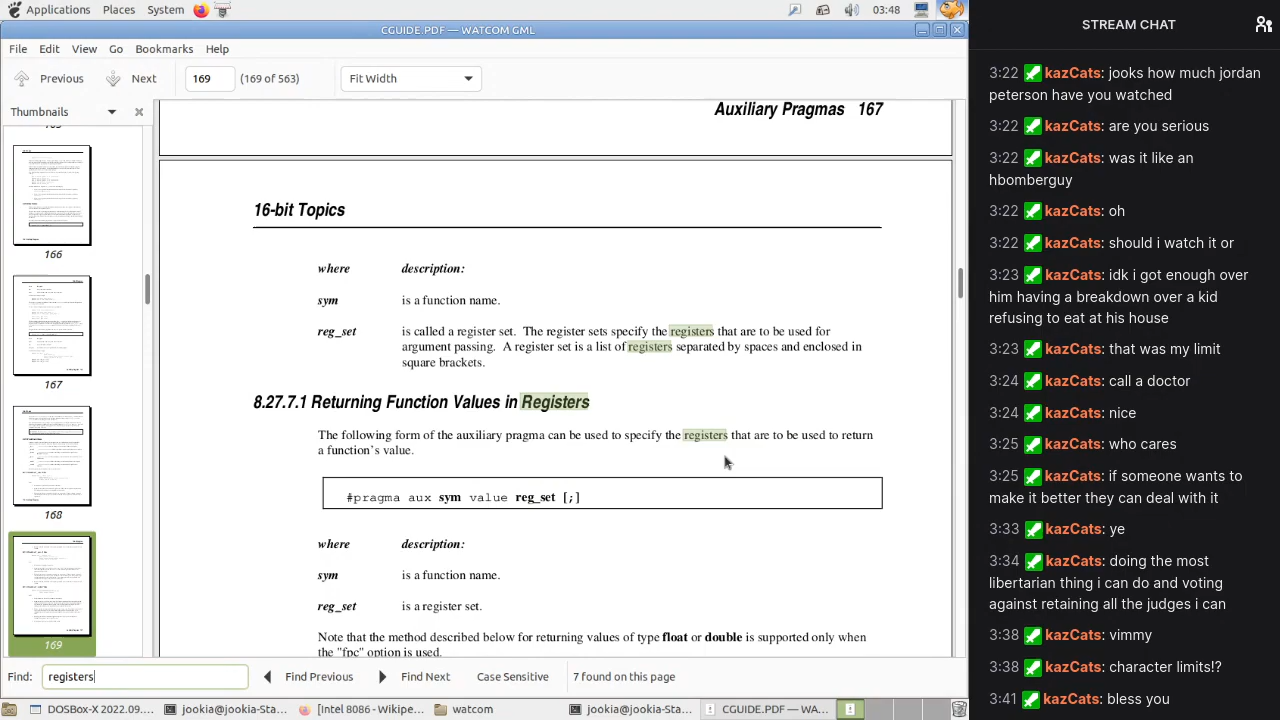 Applications Places System 03:48
CGUIDE.PDF — WATCOM GML
File Edit View Go Bookmarks Help
Previous Next 169 (169 of 563) Fit Width
Thumbnails
166
167
168
169
Auxiliary Pragmas 167
16-bit Topics
where description:
sym is a function name.
reg_set is called a register set. The register sets specify the registers that are to be used for
argument passing. A register set is a list of registers separated by spaces and enclosed in
square brackets.
8.27.7.1 Returning Function Values in Registers
The following form of the auxiliary pragma can be used to specify the registers that are to be used to return
a function's value.
#pragma aux sym value reg_set [;]
where description:
sym is a function name.
reg_set is a register set.
Note that the method described below for returning values of type float or double is supported only when
the "fpc" option is used.
Find: registers Find Previous Find Next Case Sensitive 7 found on this page
DOSBox-X 2022.09.... jookia@jookia-Sta... [Intel 8086 - Wikipe... watcom jookia@jookia-Sta... CGUIDE.PDF — WA...
STREAM CHAT
3:22 kazCats: jooks how much jordan
peterson have you watched
3:22 kazCats: are you serious
3:22 kazCats: was it like an
hbomberguy
3:22 kazCats: oh
3:22 kazCats: should i watch it or
3:23 kazCats: idk i got enough over
him having a breakdown over a kid
refusing to eat at his house
3:23 kazCats: that was my limit
3:24 kazCats: call a doctor
3:24 kazCats: nice
3:25 kazCats: who cares
3:25 kazCats: if someone wants to
make it better they can deal with it
3:33 kazCats: ye
3:34 kazCats: doing the most
libertarian thing i can do and voting
against retaining all the judges i can
3:38 kazCats: vimmy
3:38 kazCats: character limits!?
3:41 kazCats: bless you